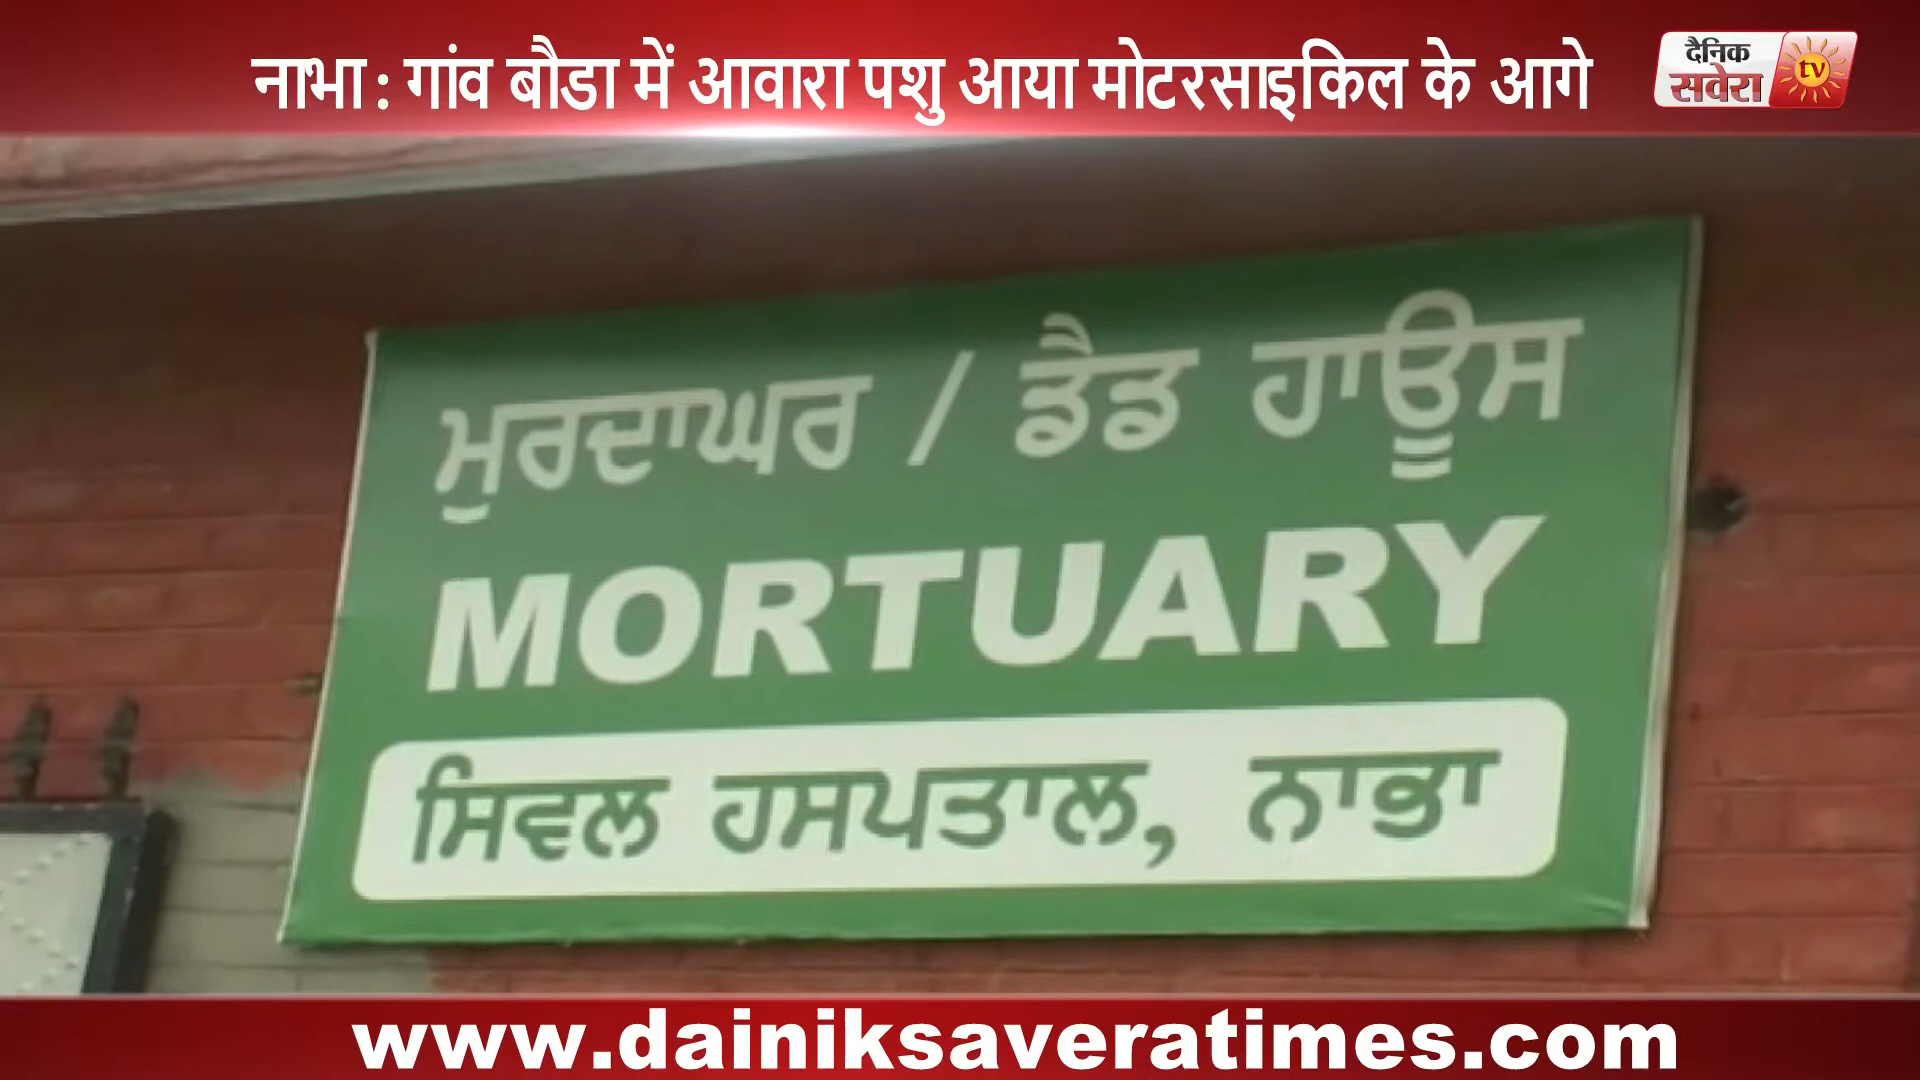 नाभा : गांव बौडा में आवारा पशु आया मोटरसाइकिल के आगे
दैनिक
सवेरा
tv
ਮੁਰਦਾਘਰ / ਡੈਡ ਹਾਊਸ
MORTUARY
ਸਿਵਲ ਹਸਪਤਾਲ, ਨਾਭਾ
www.dainiksaveratimes.com